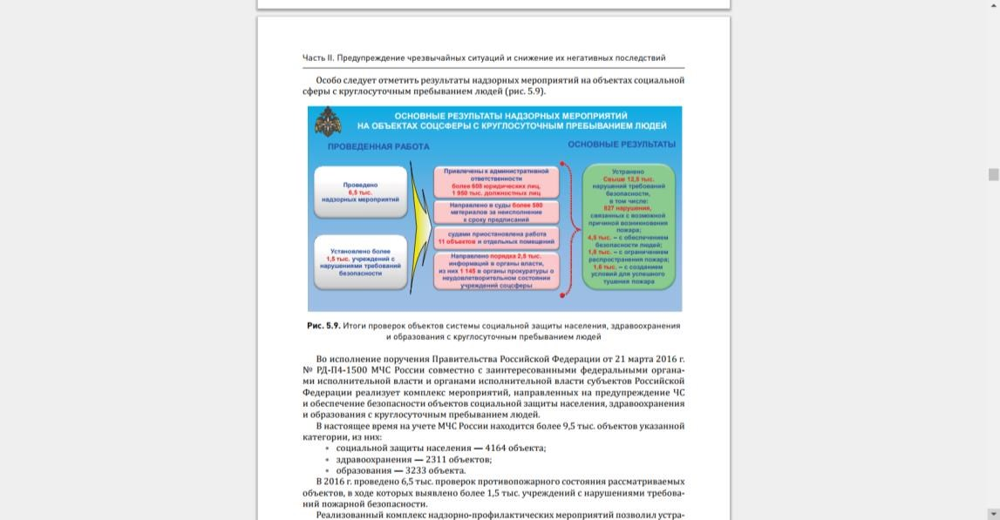 Часть II. Предупреждение чрезвычайных ситуаций и снижение их негативных последствий
Особо следует отметить результаты надзорных мероприятий на объектах социальной
сферы с круглосуточным пребыванием людей (рис. 5.9).
ОСНОВНЫЕ РЕЗУЛЬТАТЫ НАДЗОРНЫХ МЕРОПРИЯТИЙ
НА ОБЪЕКТАХ СОЦСФЕРЫ С КРУГЛОСУТОЧНЫМ ПРЕБЫВАНИЕМ ЛЮДЕЙ
ПРОВЕДЕННАЯ РАБОТА
Проведено
6,5 тыс.
надзорных мероприятий
Установлено более
1,5 тыс. учреждений с
нарушениями требований
безопасности
Привлечены к административной
ответственности
более 608 юридических лиц,
1 950 тыс. должностных лиц
Направлено в суды более 580
материалов за неисполнение
к сроку предписаний
судами приостановлена работа
11 объектов и отдельных помещений
Направлено порядка 2,5 тыс.
информаций в органы власти,
из них 1 145 в органы прокуратуры о
неудовлетворительном состоянии
учреждений соцсферы
ОСНОВНЫЕ РЕЗУЛЬТАТЫ
Устранено
Свыше 12,5 тыс.
нарушений требований
безопасности,
в том числе:
827 нарушения,
связанных с возможной
причиной возникновения
пожара;
4,5 тыс. – с обеспечением
безопасности людей;
1,8 тыс. – с ограничением
распространения пожара;
1,6 тыс. – с созданием
условий для успешного
тушения пожара
Рис. 5.9. Итоги проверок объектов системы социальной защиты населения, здравоохранения
и образования с круглосуточным пребыванием людей
Во исполнение поручения Правительства Российской Федерации от 21 марта 2016 г.
№ РД-П4-1500 МЧС России совместно с заинтересованными федеральными органа-
ми исполнительной власти и органами исполнительной власти субъектов Российской
Федерации реализует комплекс мероприятий, направленных на предупреждение ЧС
и обеспечение безопасности объектов социальной защиты населения, здравоохранения
и образования с круглосуточным пребыванием людей.
В настоящее время на учете МЧС России находится более 9,5 тыс. объектов указанной
категории, из них:
• социальной защиты населения — 4164 объекта;
• здравоохранения — 2311 объектов;
• образования — 3233 объекта.
В 2016 г. проведено 6,5 тыс. проверок противопожарного состояния рассматриваемых
объектов, в ходе которых выявлено более 1,5 тыс. учреждений с нарушениями требова-
ний пожарной безопасности.
Реализованный комплекс надзорно-профилактических мероприятий позволил устра-